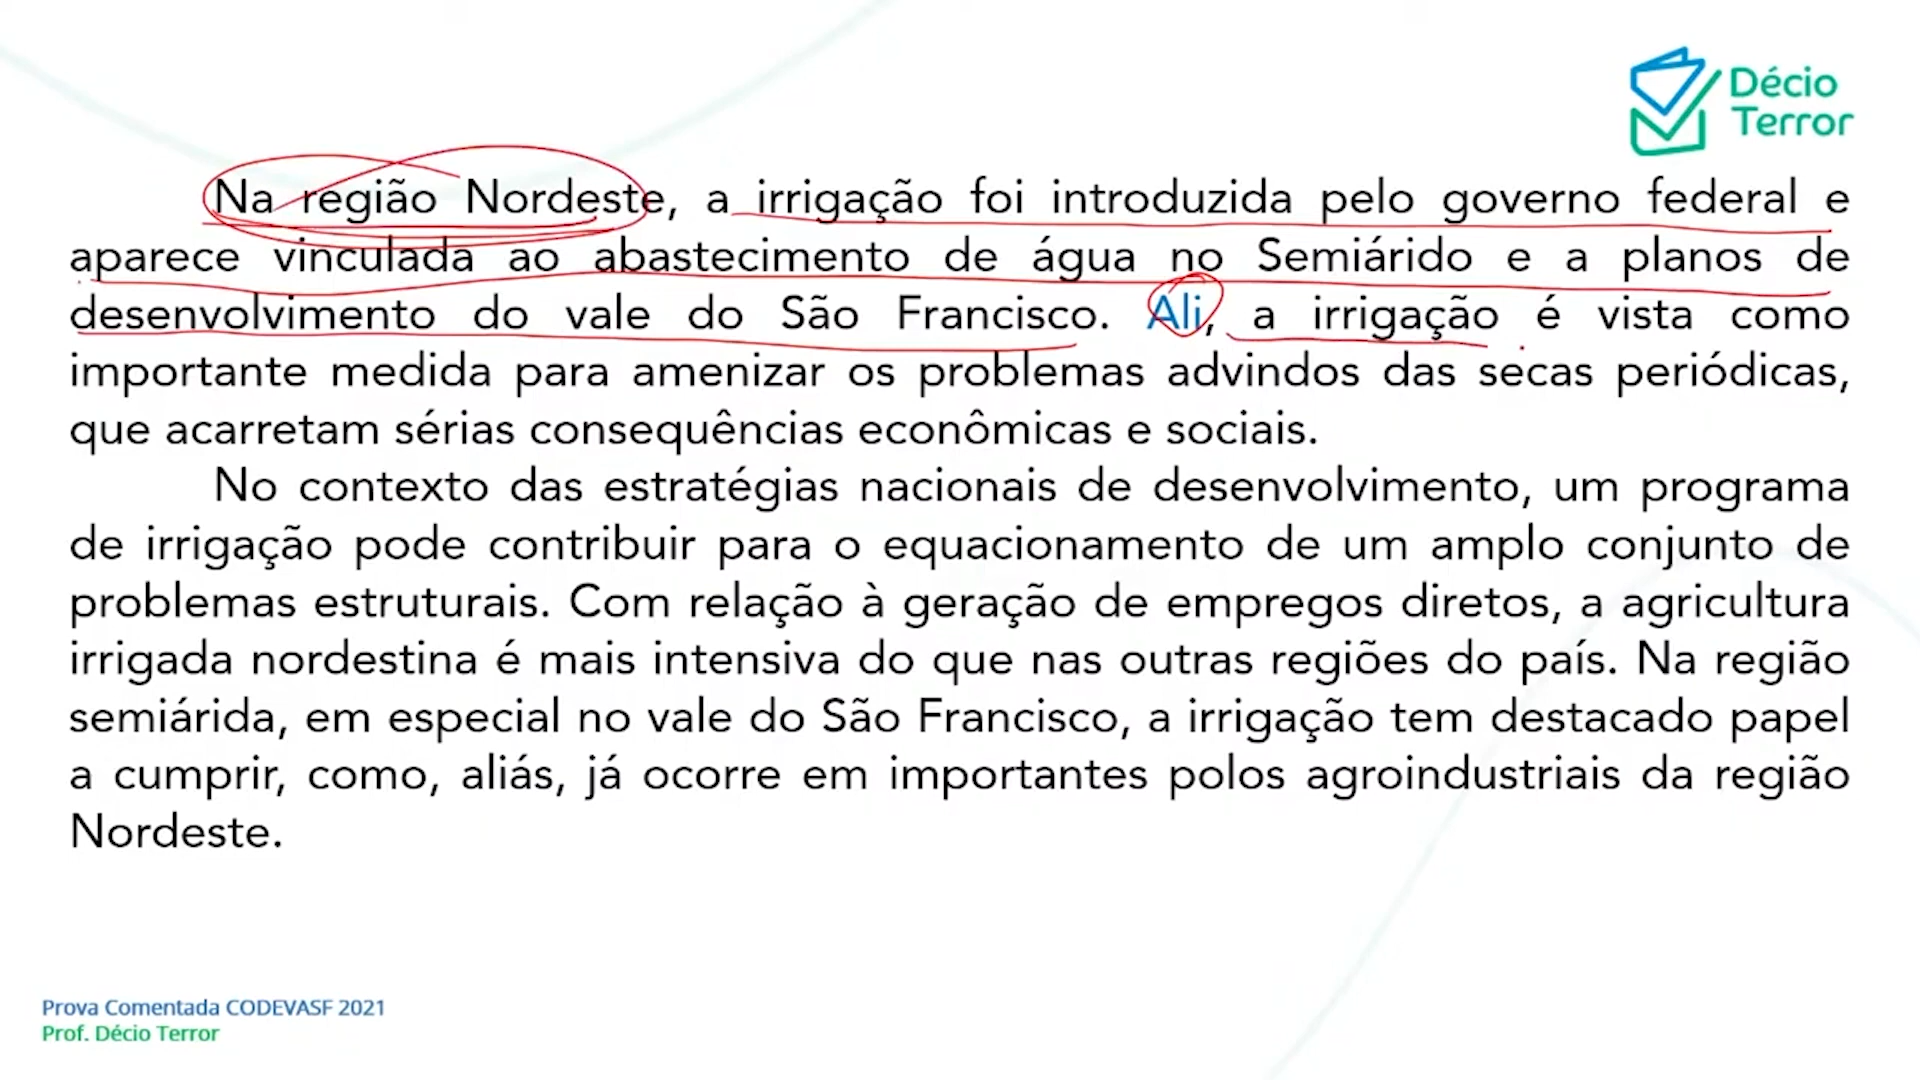 Décio
Terror
Na região Nordeste, a irrigação foi introduzida pelo governo federal e
aparece vinculada ao abastecimento de água no Semiárido e a planos de
desenvolvimento do vale do São Francisco. Ali, a irrigação é vista como
importante medida para amenizar os problemas advindos das secas periódicas,
que acarretam sérias consequências econômicas e sociais.
No contexto das estratégias nacionais de desenvolvimento, um programa
de irrigação pode contribuir para o equacionamento de um amplo conjunto de
problemas estruturais. Com relação à geração de empregos diretos, a agricultura
irrigada nordestina é mais intensiva do que nas outras regiões do país. Na região
semiárida, em especial no vale do São Francisco, a irrigação tem destacado papel
a cumprir, como, aliás, já ocorre em importantes polos agroindustriais da região
Nordeste.
Prova Comentada CODEVASF 2021
Prof. Décio Terror